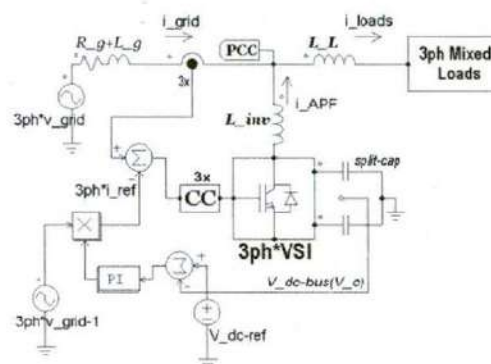 i_grid
i_loads
R_g+L_g
PCC
L_L
3ph Mixed
Loads
3x
i_APF
3ph*v_grid
L_inv
split-cap
3x
3ph*i_ref
CC
3ph*VSI
PI
V_dc-bus(V_c)
3ph*v_grid-1
V_dc-ref